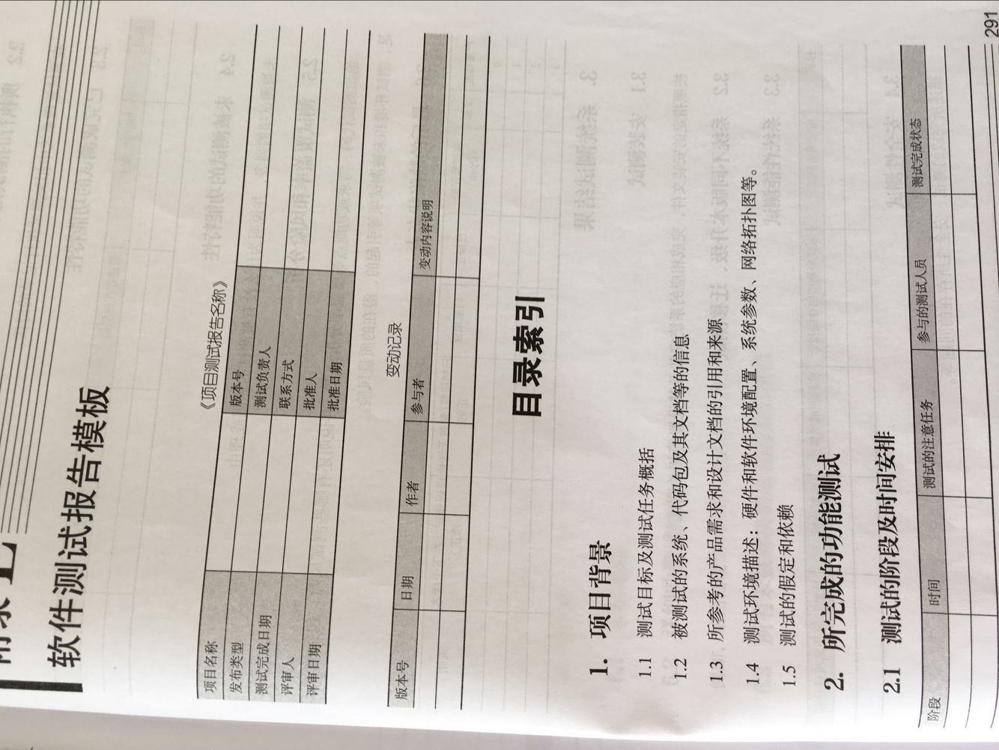 软件测试报告模板
《项目测试报告名称》
项目名称 版本号
发布类型 测试负责人
测试完成日期 联系方式
评审人 批准人
评审日期 批准日期
变动记录
版本号 日期 作者 参与者 变动内容说明
目录索引
1. 项目背景
1.1 测试目标及测试任务概括
1.2 被测试的系统、代码包及其文档等的信息
1.3 所参考的产品需求和设计文档的引用和来源
1.4 测试环境描述：硬件和软件环境配置、系统参数、网络拓扑图等。
1.5 测试的假定和依赖
2. 所完成的功能测试
2.1 测试的阶段及时间安排
阶段 时间 测试的注意任务 参与的测试人员 测试完成状态
291